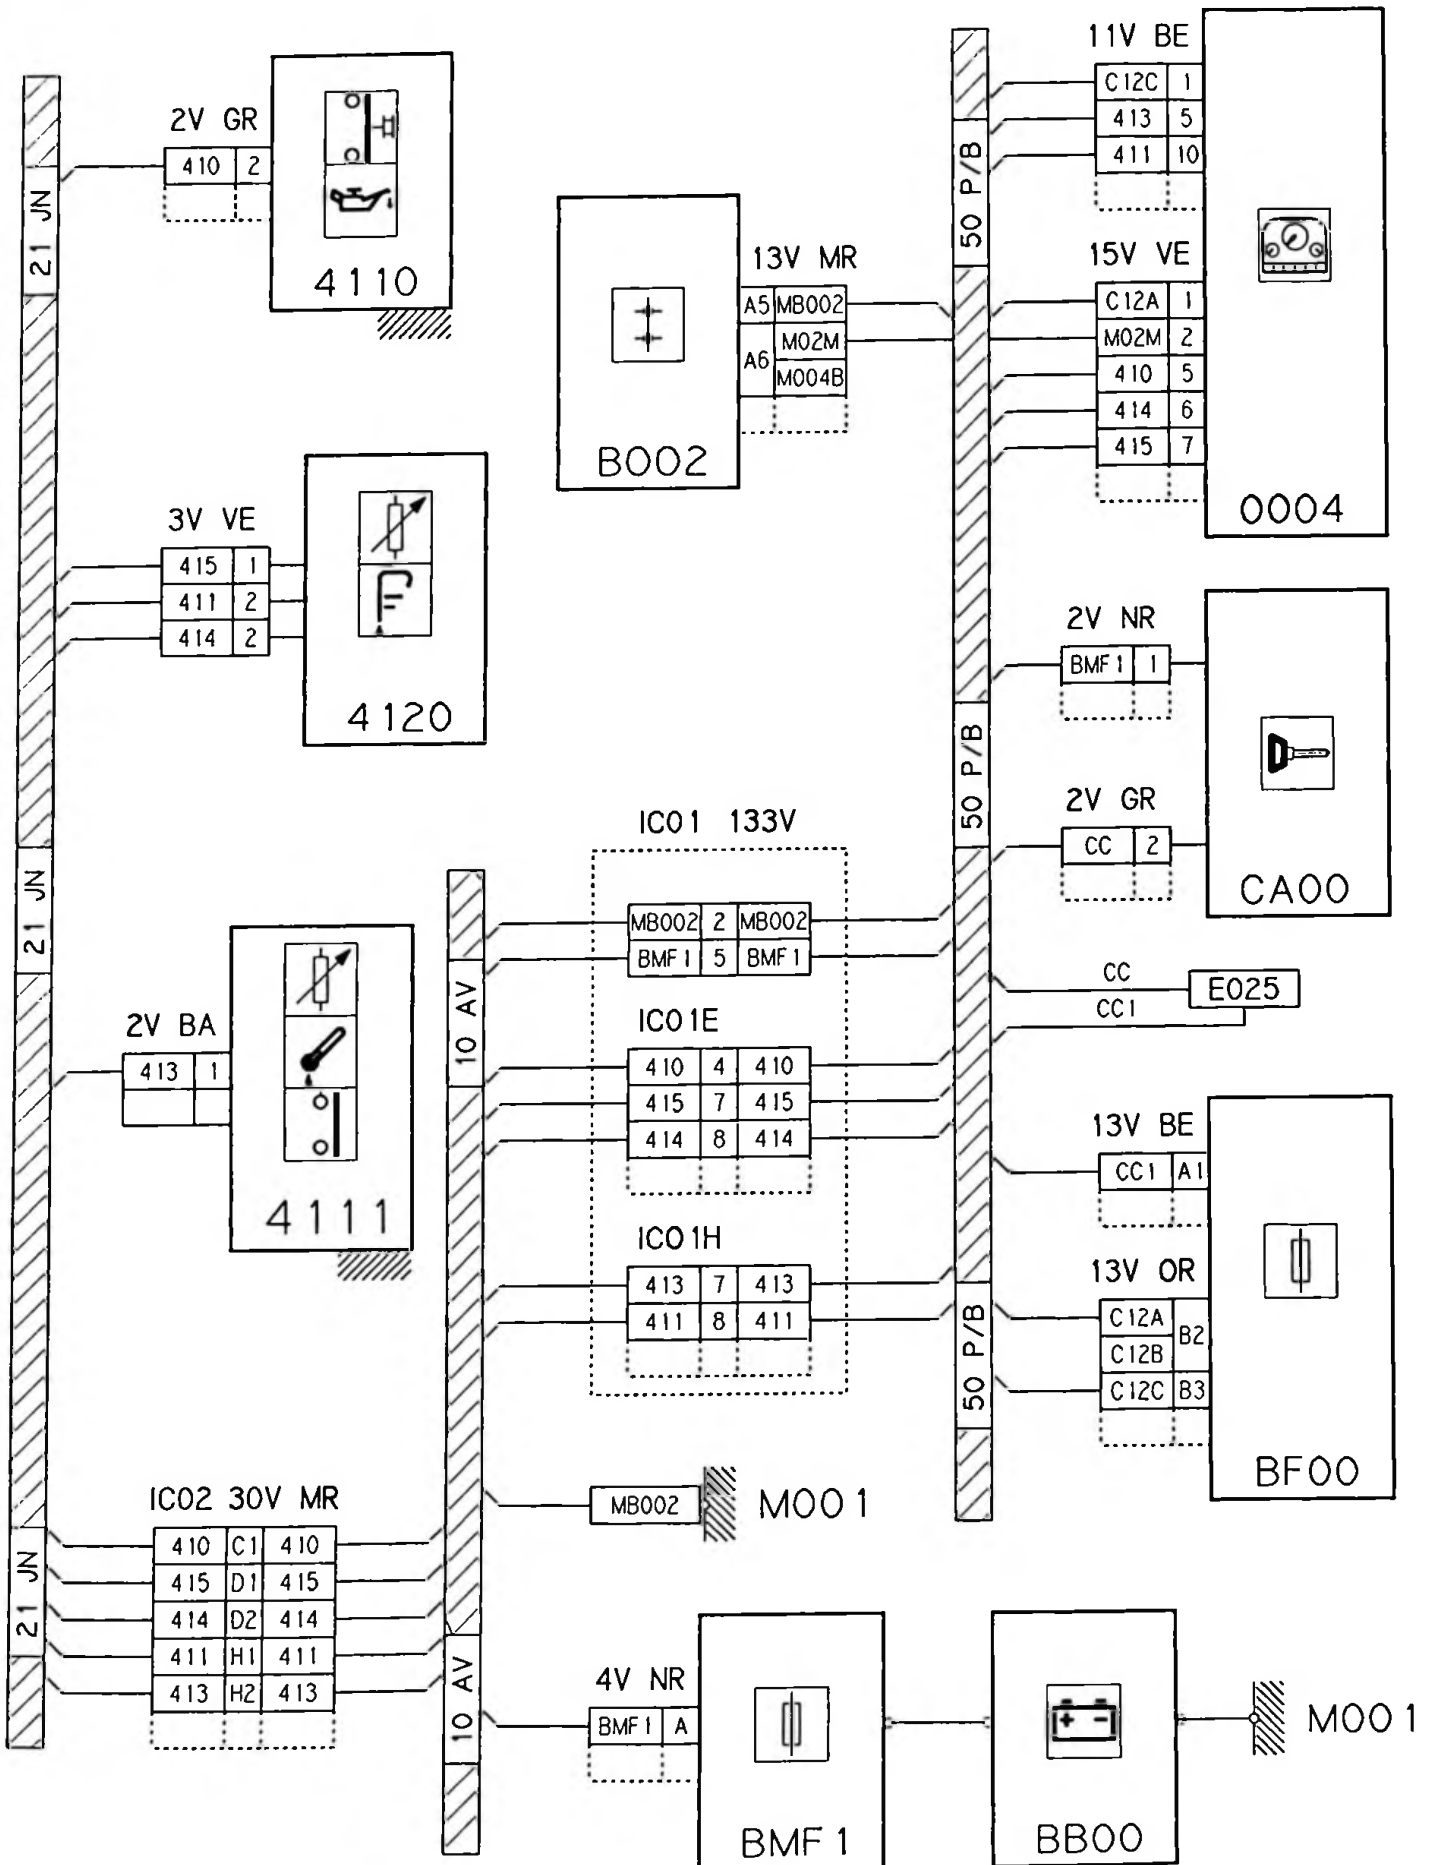 21 JN
2V GR
410 2
4110
3V VE
415 1
411 2
414 2
4120
21 JN
2V BA
413 1
4111
IC02 30V MR
410 C1 410
415 D1 415
414 D2 414
411 H1 411
413 H2 413
21 JN
B002
13V MR
A5 MB002
A6 M02M
M004B
IC01 133V
MB002 2 MB002
BMF1 5 BMF1
IC01E
410 4 410
415 7 415
414 8 414
IC01H
413 7 413
411 8 411
10 AV
MB002
M001
10 AV
4V NR
BMF1 A
BMF1
BB00
+ -
M001
50 P/B
11V BE
C12C 1
413 5
411 10
15V VE
C12A 1
M02M 2
410 5
414 6
415 7
0004
50 P/B
2V NR
BMF1 1
2V GR
CC 2
CA00
CC
CC1
E025
13V BE
CC1 A1
13V OR
C12A B2
C12B
C12C B3
BF00
50 P/B